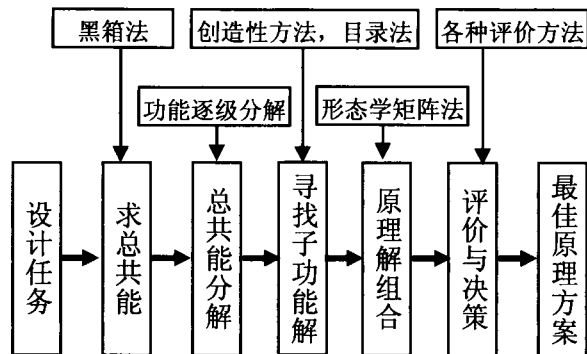 黑箱法
创造性方法，目录法
各种评价方法
功能逐级分解
形态学矩阵法
设计任务
求总共能
总共能分解
寻找子功能解
原理解组合
评价与决策
最佳原理方案